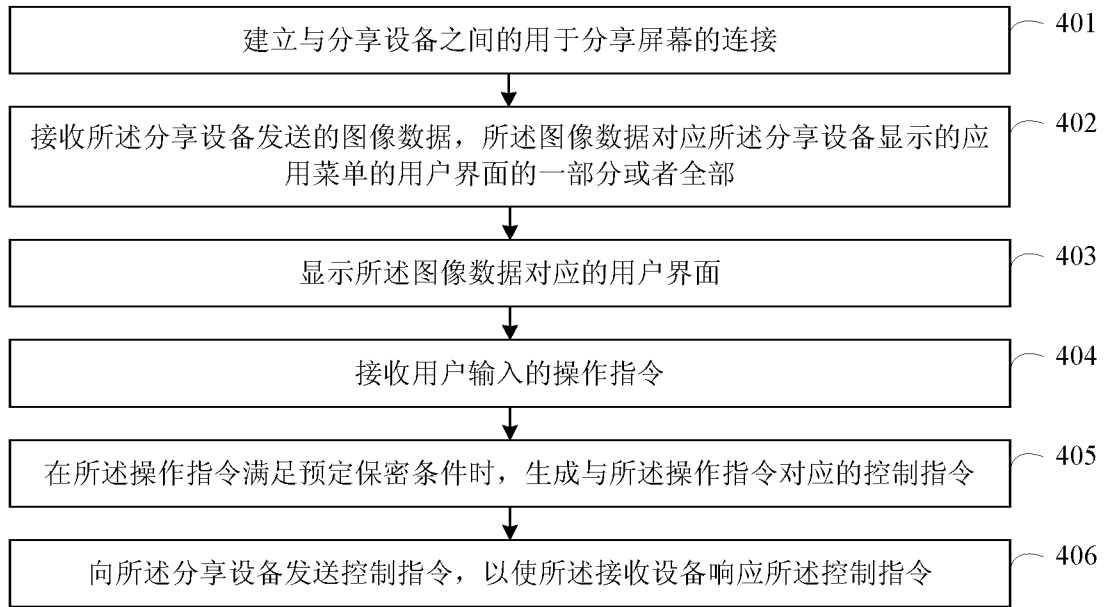 建立与分享设备之间的用于分享屏幕的连接
401
接收所述分享设备发送的图像数据，所述图像数据对应所述分享设备显示的应
用菜单的用户界面的一部分或者全部
402
显示所述图像数据对应的用户界面
403
接收用户输入的操作指令
404
在所述操作指令满足预定保密条件时，生成与所述操作指令对应的控制指令
405
向所述分享设备发送控制指令，以使所述接收设备响应所述控制指令
406